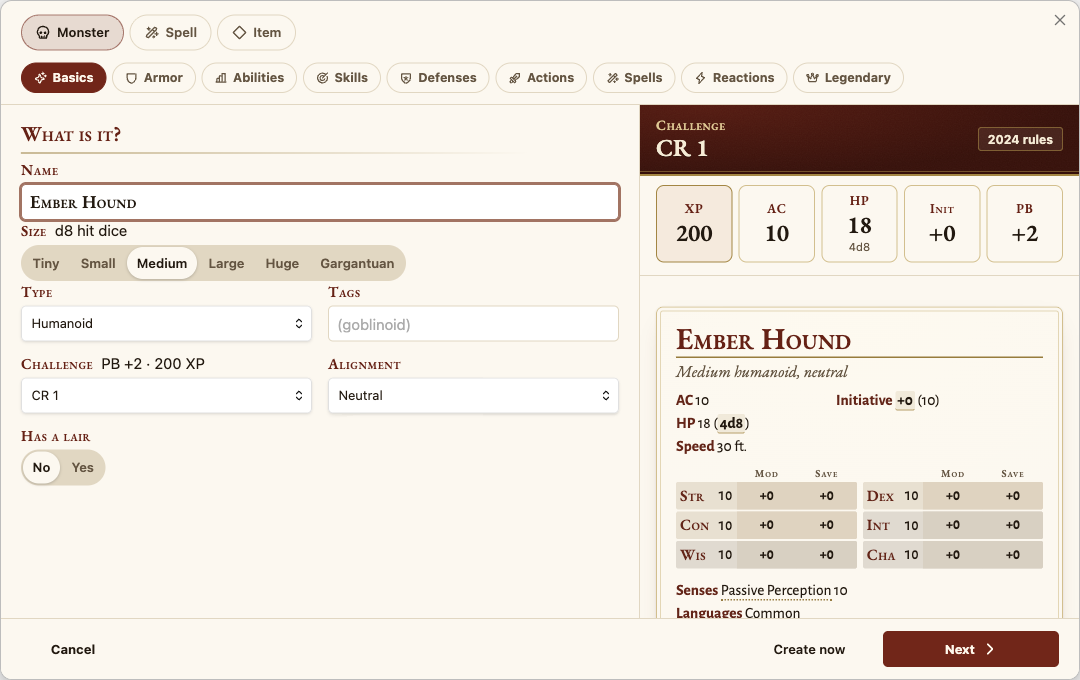 Monster Spell Item
Basics Armor Abilities Skills Defenses Actions Spells Reactions Legendary
What is it?
Name
Ember Hound
Size d8 hit dice
Tiny Small Medium Large Huge Gargantuan
Type Tags
Humanoid (goblinoid)
Challenge PB +2 · 200 XP Alignment
CR 1 Neutral
Has a lair
No Yes
Challenge
CR 1
2024 rules
XP AC HP Init PB
200 10 18 +0 +2
4d8
Ember Hound
Medium humanoid, neutral
AC 10 Initiative +0 (10)
HP 18 (4d8)
Speed 30 ft.
Mod Save Mod Save
Str 10 +0 +0 Dex 10 +0 +0
Con 10 +0 +0 Int 10 +0 +0
Wis 10 +0 +0 Cha 10 +0 +0
Senses Passive Perception 10
Languages Common
Cancel Create now Next